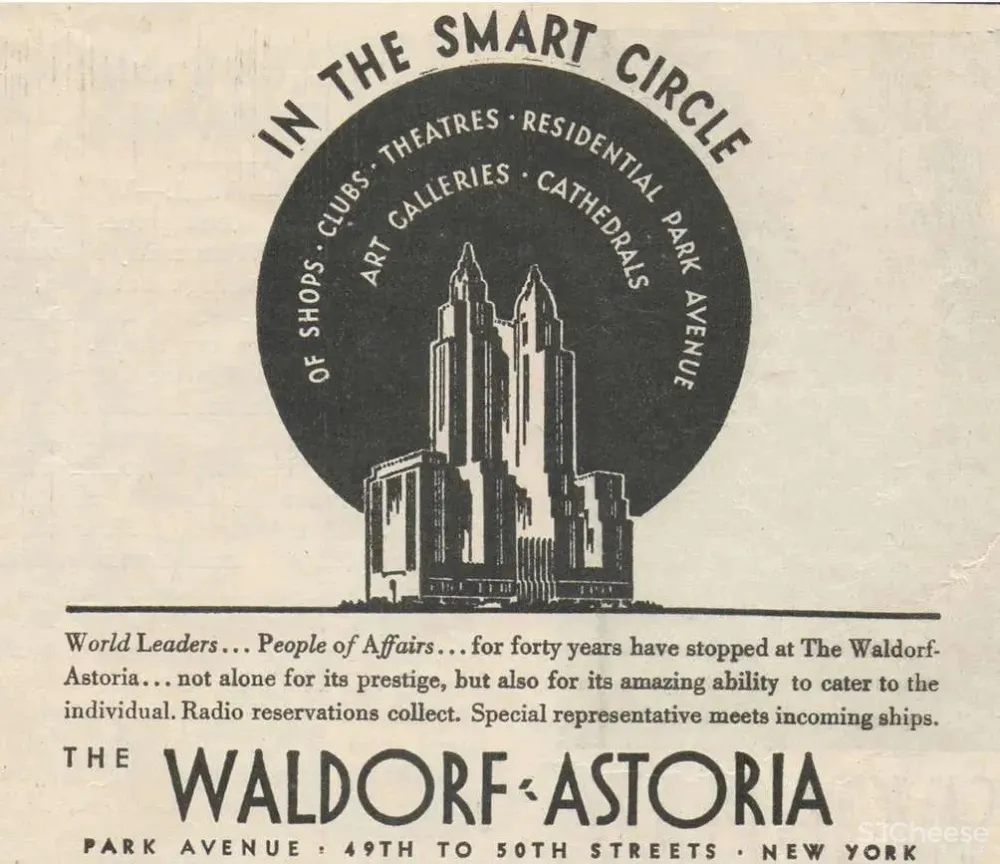 IN THE SMART CIRCLE
OF SHOPS · CLUBS · THEATRES · RESIDENTIAL PARK AVENUE
ART GALLERIES · CATHEDRALS
World Leaders... People of Affairs... for forty years have stopped at The Waldorf-
Astoria... not alone for its prestige, but also for its amazing ability to cater to the
individual. Radio reservations collect. Special representative meets incoming ships.
THE WALDORF-ASTORIA
PARK AVENUE · 49TH TO 50TH STREETS · NEW YORK
SJCheese